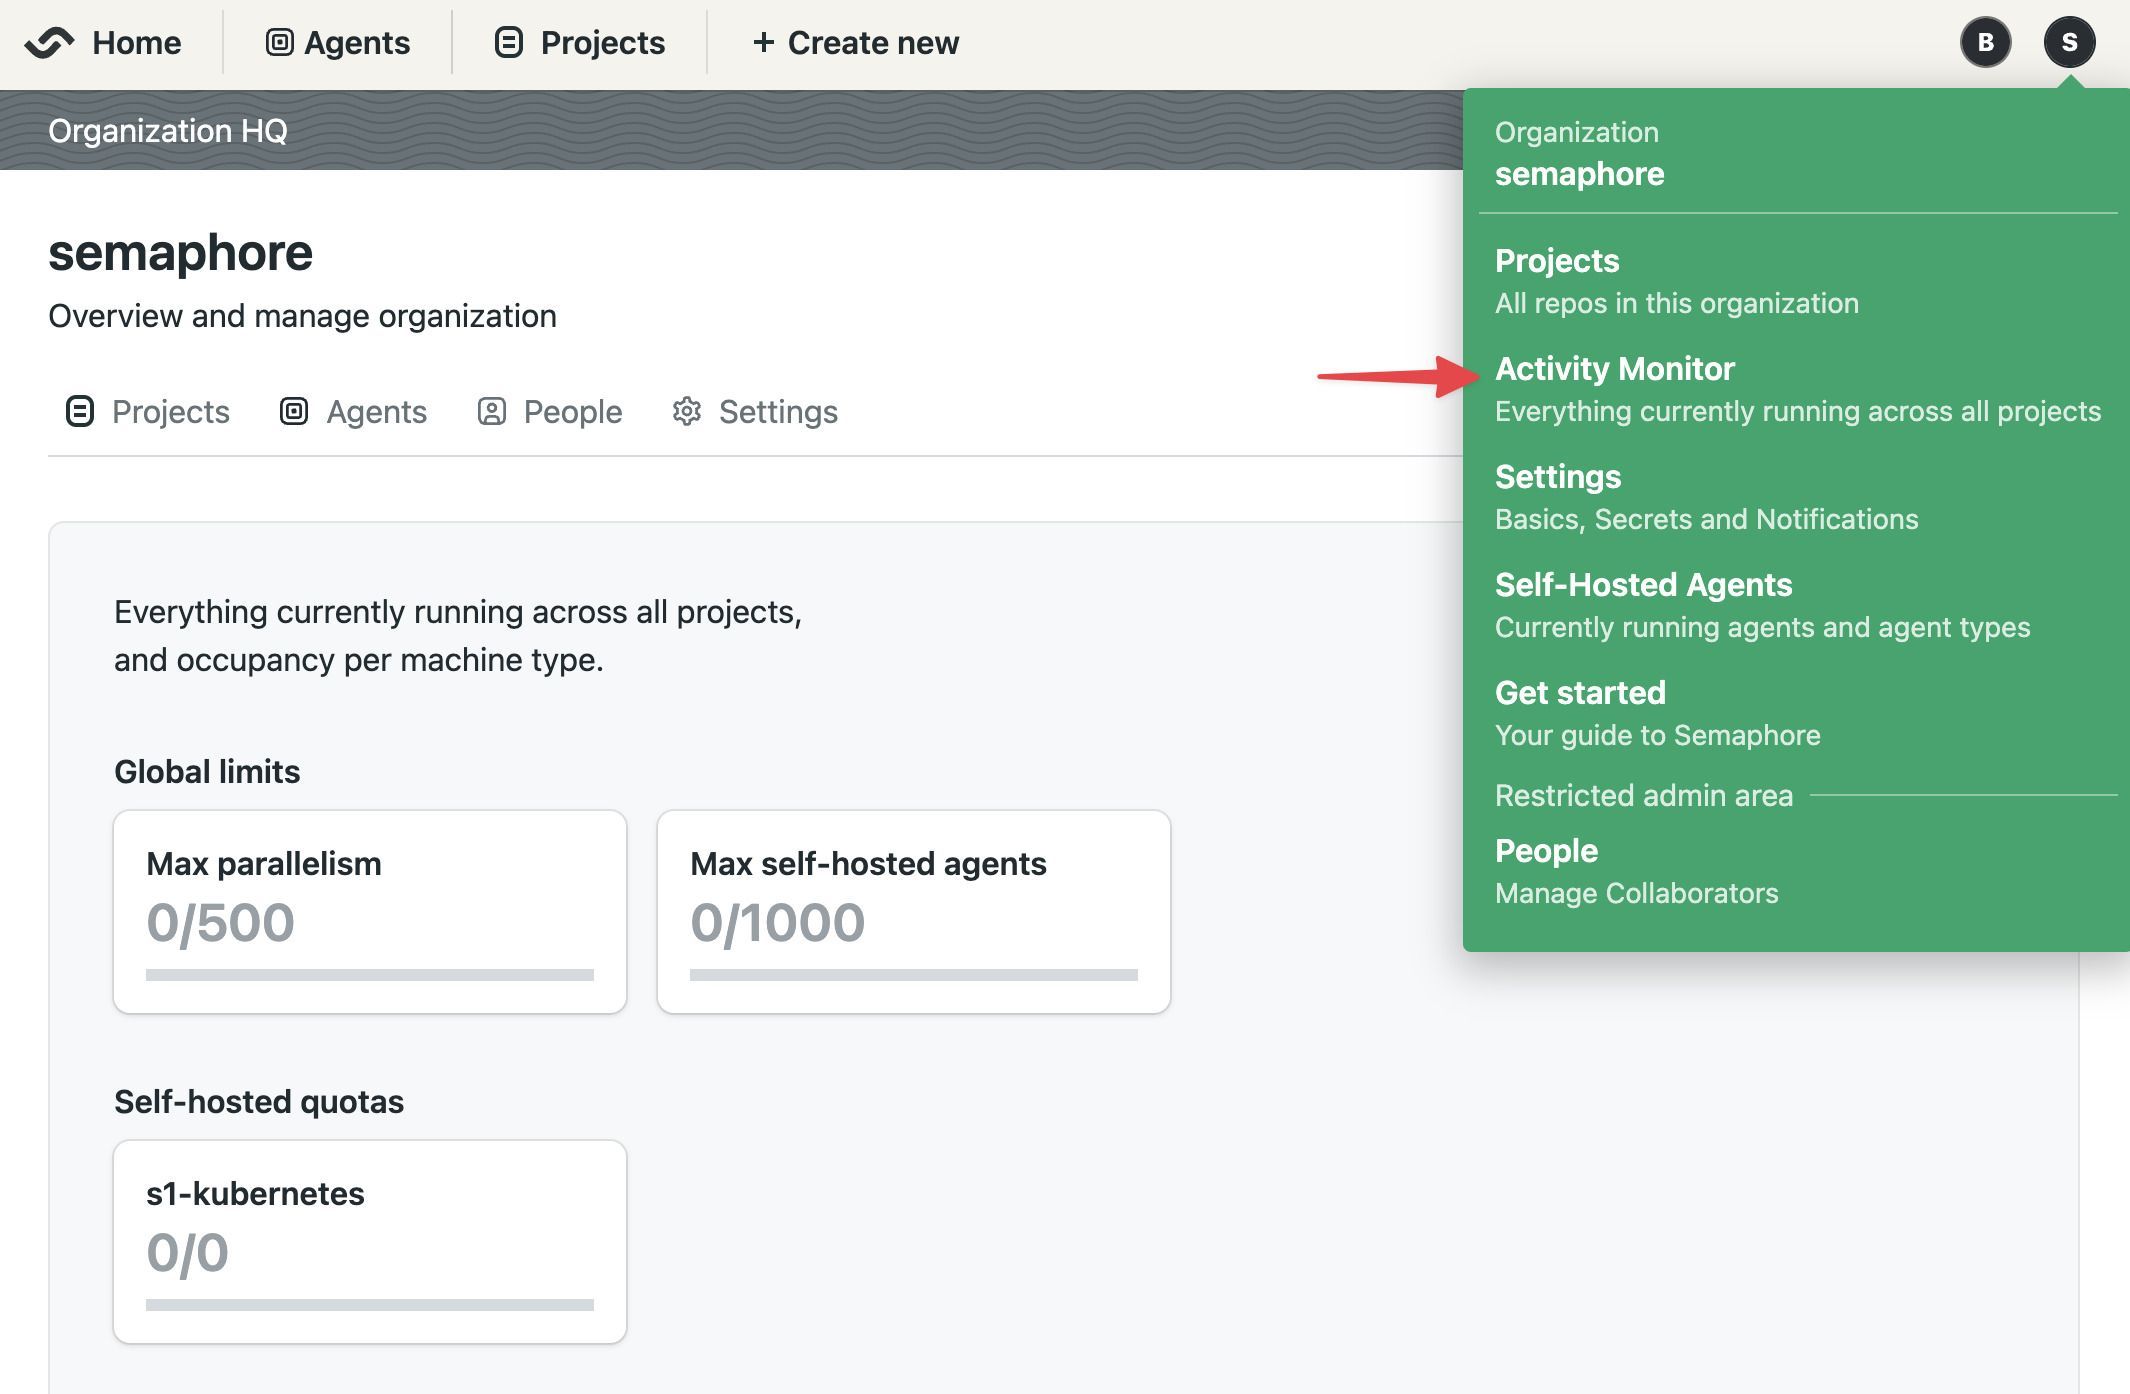 Home
Agents
Projects
+ Create new
B
S
Organization HQ
semaphore
Overview and manage organization
Projects
Agents
People
Settings
Everything currently running across all projects,
and occupancy per machine type.
Global limits
Max parallelism
0/500
Max self-hosted agents
0/1000
Self-hosted quotas
s1-kubernetes
0/0
Organization
semaphore
Projects
All repos in this organization
Activity Monitor
Everything currently running across all projects
Settings
Basics, Secrets and Notifications
Self-Hosted Agents
Currently running agents and agent types
Get started
Your guide to Semaphore
Restricted admin area
People
Manage Collaborators